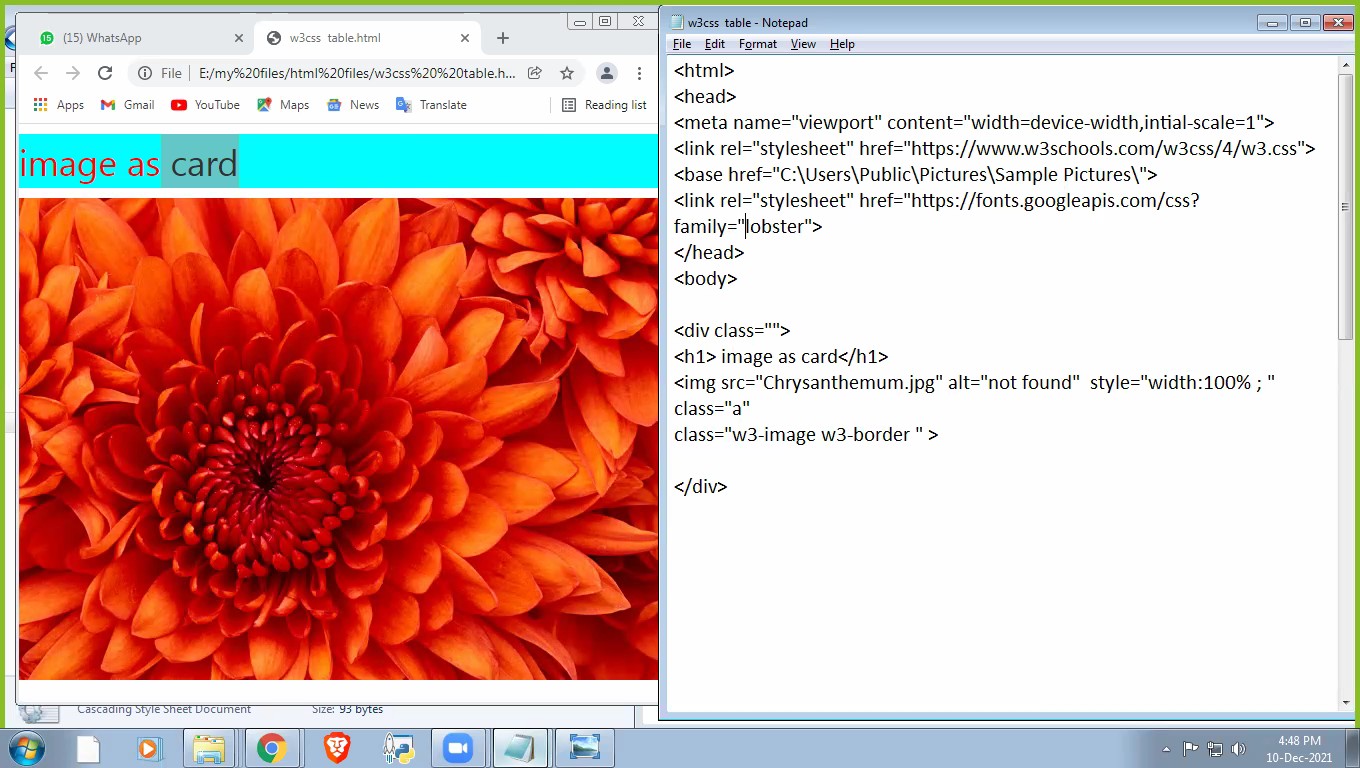 (15) WhatsApp
w3css table.html
File
E:/my%20files/html%20files/w3css%20%20table.h...
Apps
Gmail
YouTube
Maps
News
Translate
Reading list
image as card
Cascading Style Sheet Document
Size: 93 bytes
w3css table - Notepad
File Edit Format View Help
<html>
<head>
<meta name="viewport" content="width=device-width,intial-scale=1">
<link rel="stylesheet" href="https://www.w3schools.com/w3css/4/w3.css">
<base href="C:\Users\Public\Pictures\Sample Pictures\">
<link rel="stylesheet" href="https://fonts.googleapis.com/css?
family="lobster">
</head>
<body>
<div class="">
<h1> image as card</h1>
<img src="Chrysanthemum.jpg" alt="not found"  style="width:100% ; "
class="a"
class="w3-image w3-border " >
</div>
4:48 PM
10-Dec-2021